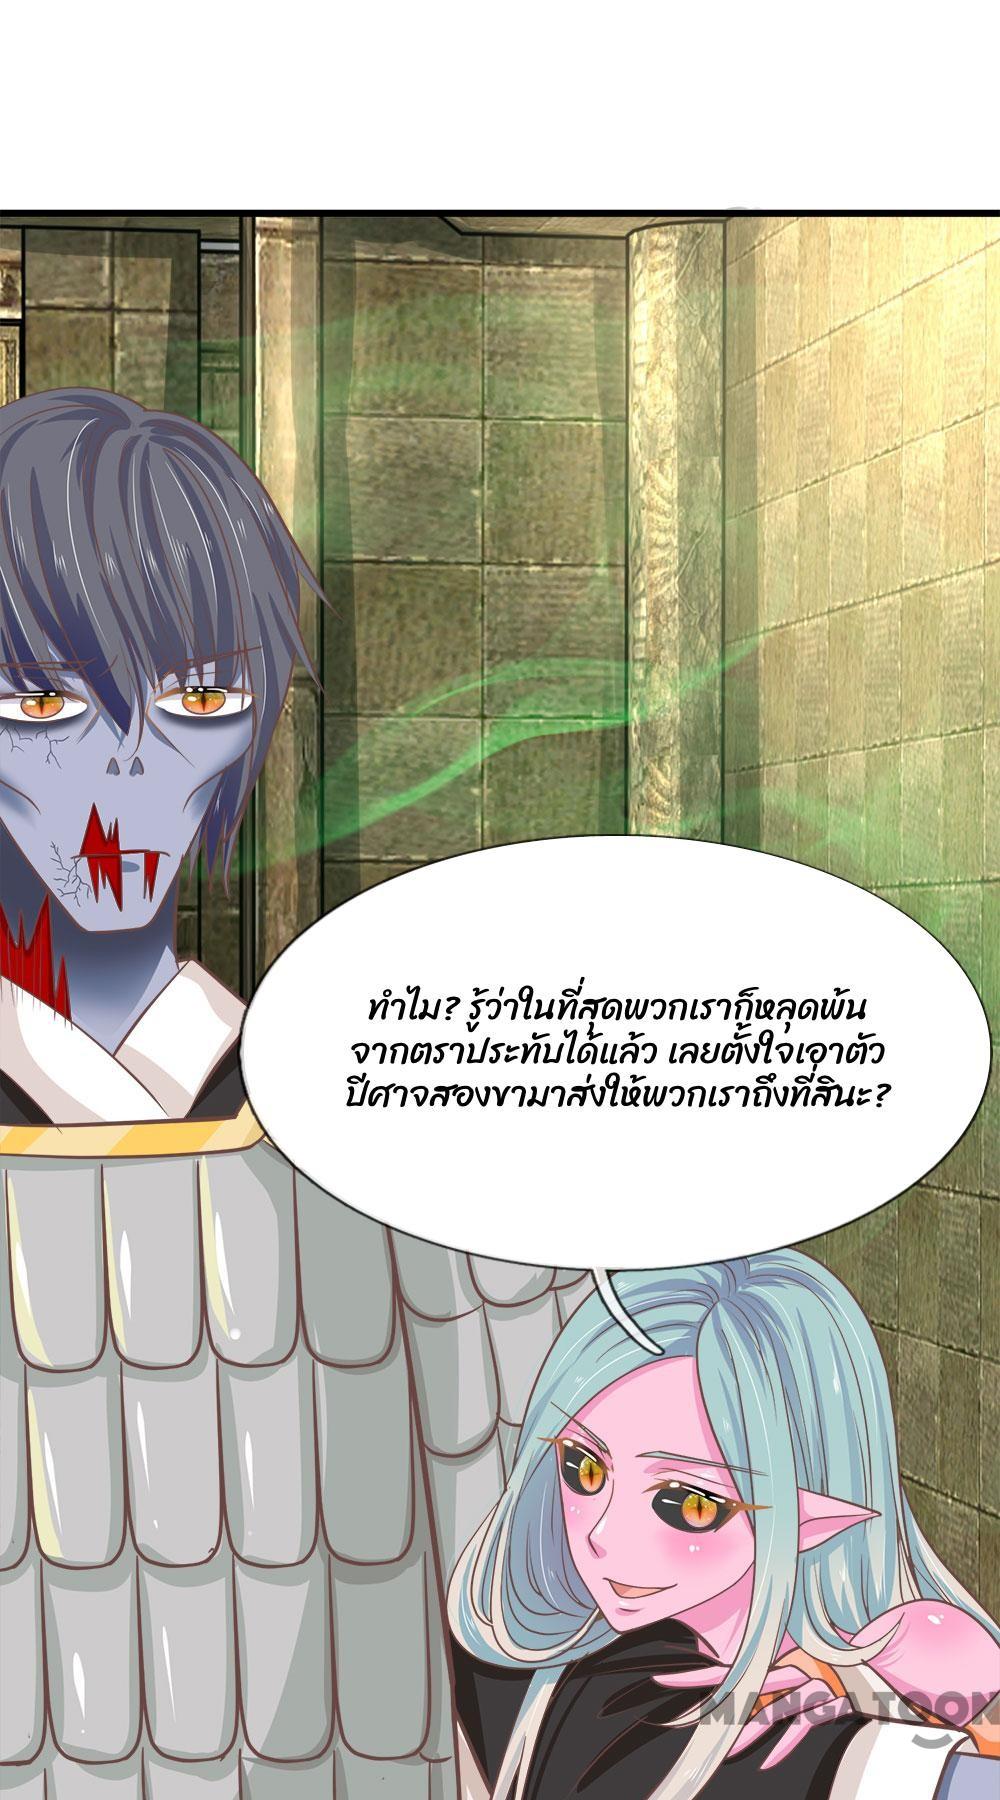 ทำไม? รู้ว่าในที่สุดพวกเราก็หลุดพ้น
จากตราประทับได้แล้ว เลยตั้งใจเอาตัว
ปีศาจสองขามาส่งให้พวกเราถึงที่สินะ?
MANGATOON